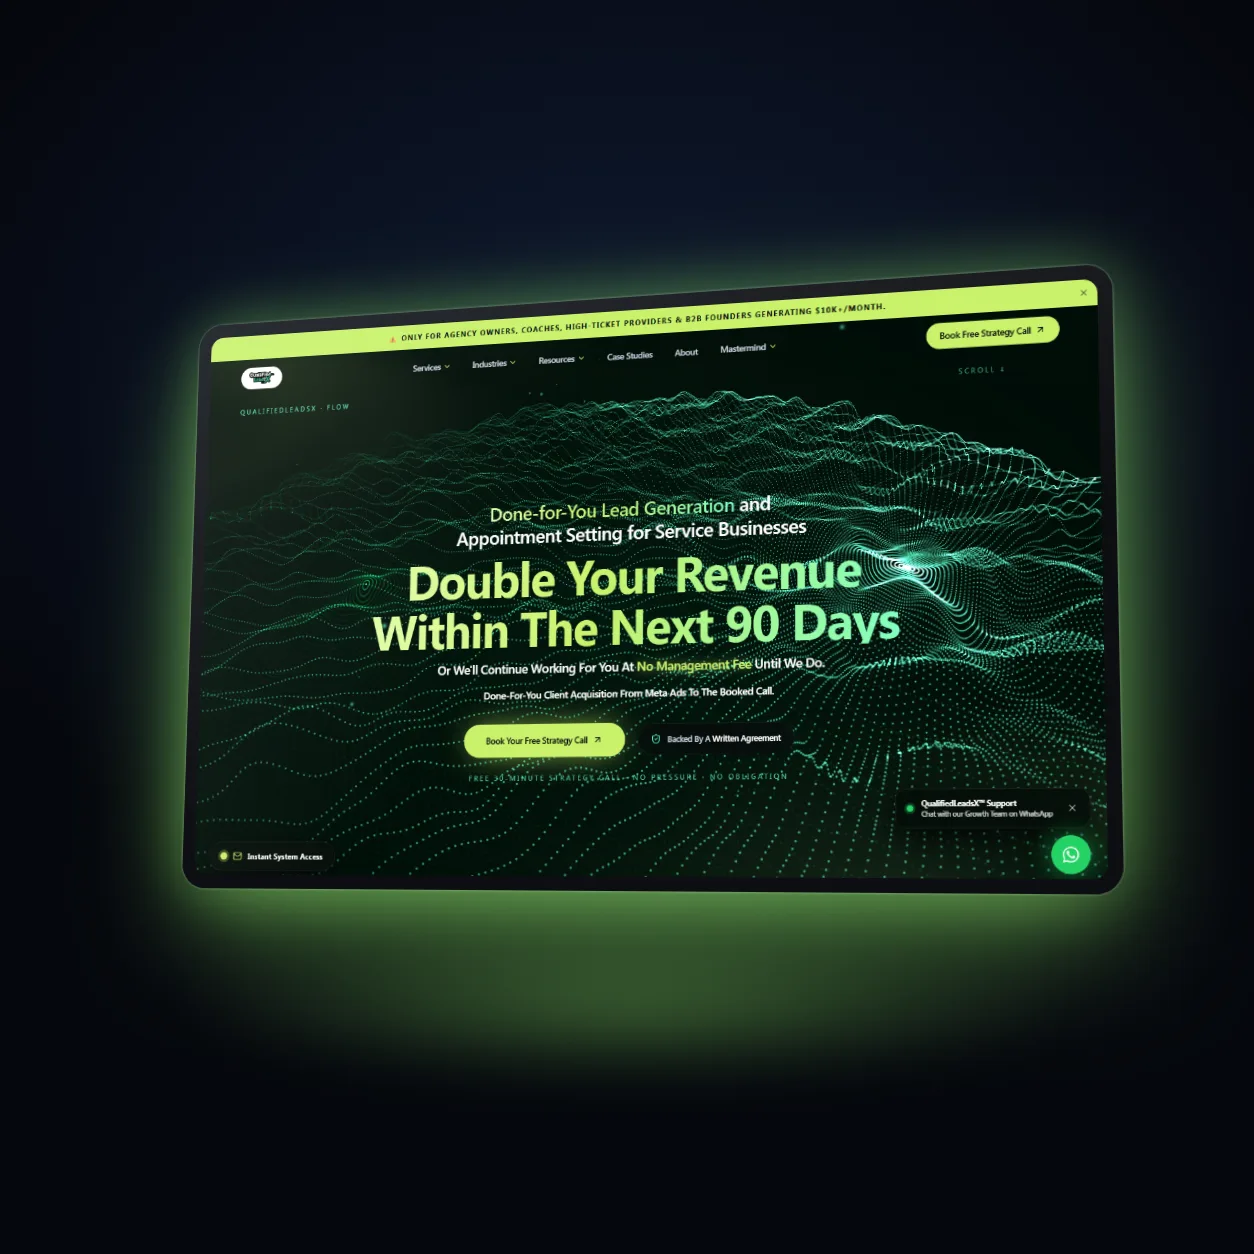 ONLY FOR AGENCY OWNERS, COACHES, HIGH-TICKET PROVIDERS & B2B FOUNDERS GENERATING $10K+/MONTH.
Services
Industries
Resources
Case Studies
About
Mastermind
Book Free Strategy Call
QUALIFIEDLEADSX · FLOW
SCROLL ↓
Done-for-You Lead Generation and
Appointment Setting for Service Businesses
Double Your Revenue
Within The Next 90 Days
Or We'll Continue Working For You At No Management Fee Until We Do.
Done-For-You Client Acquisition From Meta Ads To The Booked Call.
Book Your Free Strategy Call
Backed By A Written Agreement
FREE 30-MINUTE STRATEGY CALL · NO PRESSURE · NO OBLIGATION
QualifiedLeadsX™ Support
Chat with our Growth Team on WhatsApp
Instant System Access